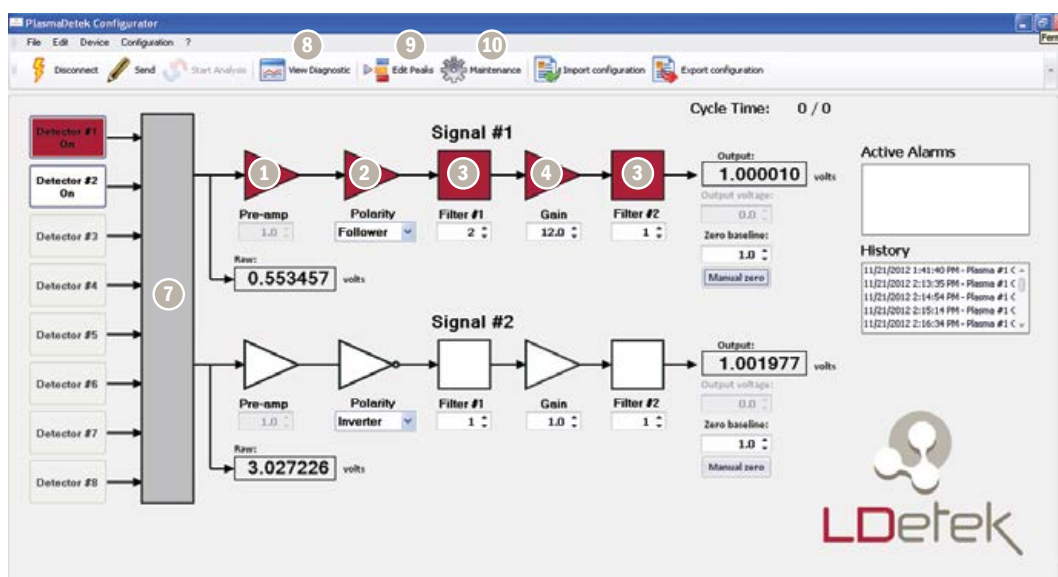 PlasmaDetek Configurator
File Edit Device Configuration ?
Ferm
8 9 10
Disconnect Send Start Analysis View Diagnostic Edit Peaks Maintenance Import configuration Export configuration
Cycle Time: 0 / 0
Detector #1
On
Detector #2
On
Detector #3
Detector #4
Detector #5
Detector #6
Detector #7
Detector #8
7
Signal #1
1 2 3 4 3
Pre-amp
1.0
Polarity
Follower
Filter #1
2
Gain
12.0
Filter #2
1
Output:
1.000010 volts
Output voltage:
0.0
Zero baseline:
1.0
Manual zero
Raw:
0.553457 volts
Signal #2
Pre-amp
1.0
Polarity
Inverter
Filter #1
1
Gain
1.0
Filter #2
1
Output:
1.001977 volts
Output voltage:
0.0
Zero baseline:
1.0
Manual zero
Raw:
3.027226 volts
Active Alarms
History
11/21/2012 1:41:40 PM - Plasma #1 C
11/21/2012 2:13:35 PM - Plasma #1 C
11/21/2012 2:14:54 PM - Plasma #1 C
11/21/2012 2:15:14 PM - Plasma #1 C
11/21/2012 2:16:34 PM - Plasma #1 C
LDetek